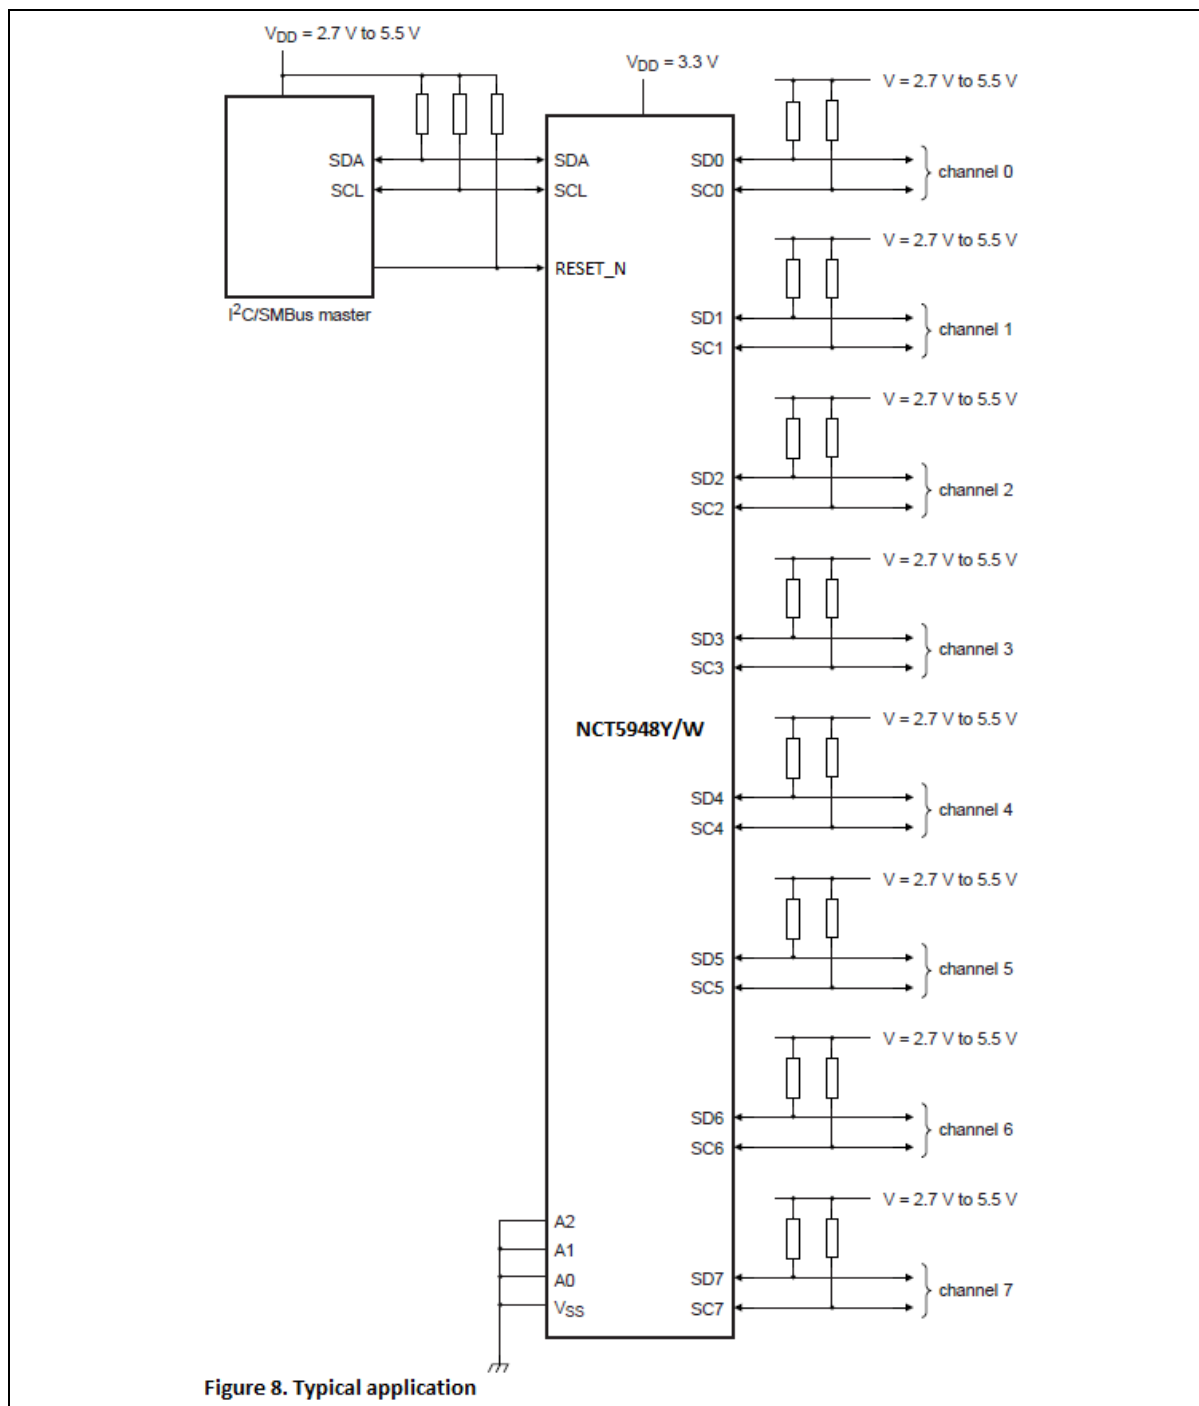 VDD = 2.7 V to 5.5 V
VDD = 3.3 V
V = 2.7 V to 5.5 V
SDA
SCL
SDA
SCL
SD0
SC0
channel 0
V = 2.7 V to 5.5 V
RESET_N
I²C/SMBus master
SD1
SC1
channel 1
V = 2.7 V to 5.5 V
SD2
SC2
channel 2
V = 2.7 V to 5.5 V
SD3
SC3
channel 3
NCT5948Y/W
V = 2.7 V to 5.5 V
SD4
SC4
channel 4
V = 2.7 V to 5.5 V
SD5
SC5
channel 5
V = 2.7 V to 5.5 V
SD6
SC6
channel 6
V = 2.7 V to 5.5 V
A2
A1
A0
VSS
SD7
SC7
channel 7
Figure 8. Typical application